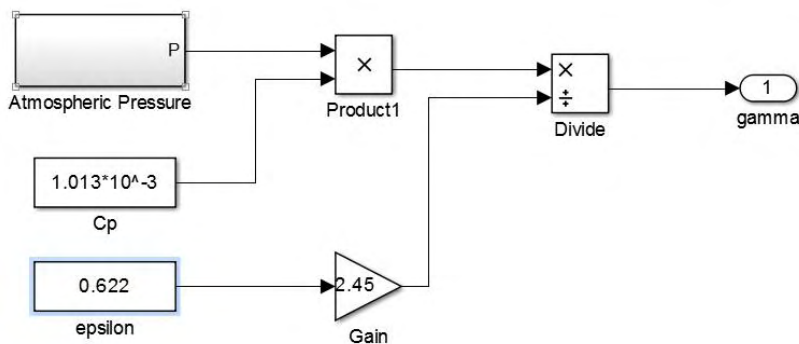 P
Atmospheric Pressure
×
Product1
×
÷
Divide
1
gamma
1.013*10^-3
Cp
0.622
epsilon
2.45
Gain